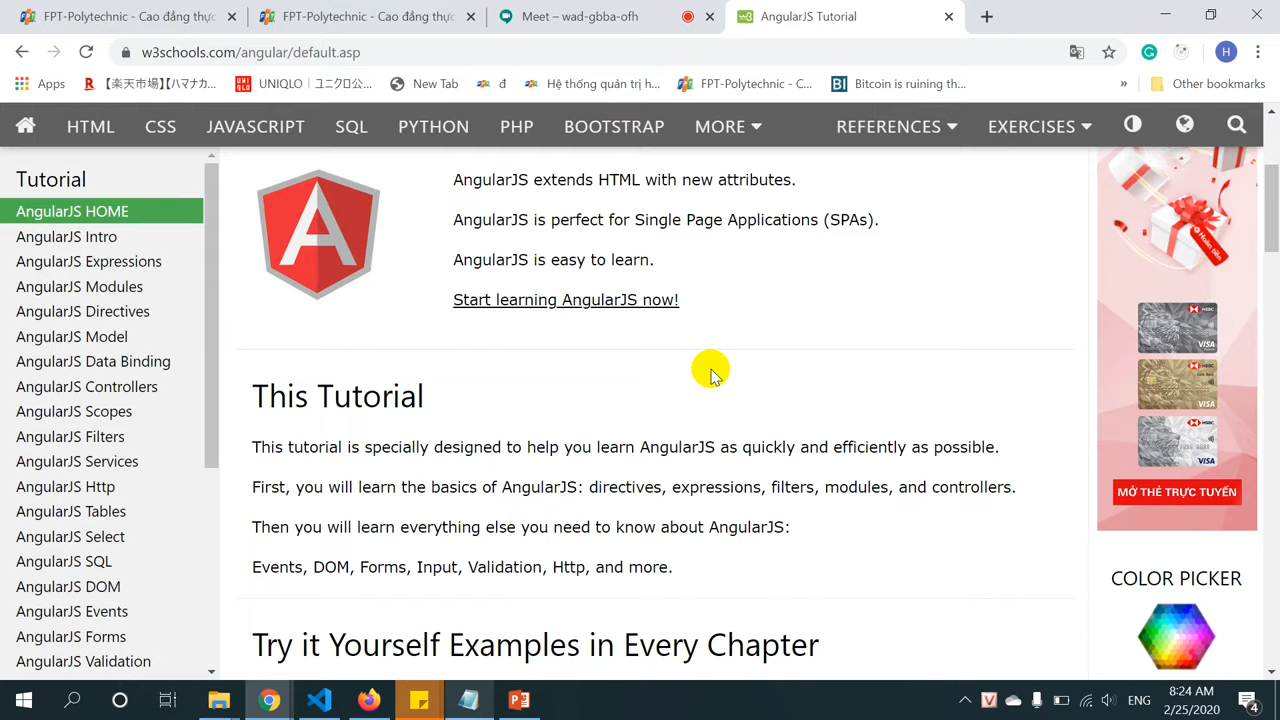 FPT-Polytechnic - Cao đẳng thực
FPT-Polytechnic - Cao đẳng thực
Meet – wad-gbba-ofh
AngularJS Tutorial
w3schools.com/angular/default.asp
H
Apps
【楽天市場】【ハマナカ...
UNIQLO｜ユニクロ公...
New Tab
đ
Hệ thống quản trị h...
FPT-Polytechnic - C...
BI
Bitcoin is ruining th...
»
Other bookmarks
HTML
CSS
JAVASCRIPT
SQL
PYTHON
PHP
BOOTSTRAP
MORE
REFERENCES
EXERCISES
Tutorial
AngularJS HOME
AngularJS Intro
AngularJS Expressions
AngularJS Modules
AngularJS Directives
AngularJS Model
AngularJS Data Binding
AngularJS Controllers
AngularJS Scopes
AngularJS Filters
AngularJS Services
AngularJS Http
AngularJS Tables
AngularJS Select
AngularJS SQL
AngularJS DOM
AngularJS Events
AngularJS Forms
AngularJS Validation
A
AngularJS extends HTML with new attributes.
AngularJS is perfect for Single Page Applications (SPAs).
AngularJS is easy to learn.
Start learning AngularJS now!
This Tutorial
This tutorial is specially designed to help you learn AngularJS as quickly and efficiently as possible.
First, you will learn the basics of AngularJS: directives, expressions, filters, modules, and controllers.
Then you will learn everything else you need to know about AngularJS:
Events, DOM, Forms, Input, Validation, Http, and more.
Try it Yourself Examples in Every Chapter
Hoàn tiền
HSBC
VISA
HSBC
VISA
HSBC
VISA
MỞ THẺ TRỰC TUYẾN
COLOR PICKER
ENG
8:24 AM
2/25/2020
4